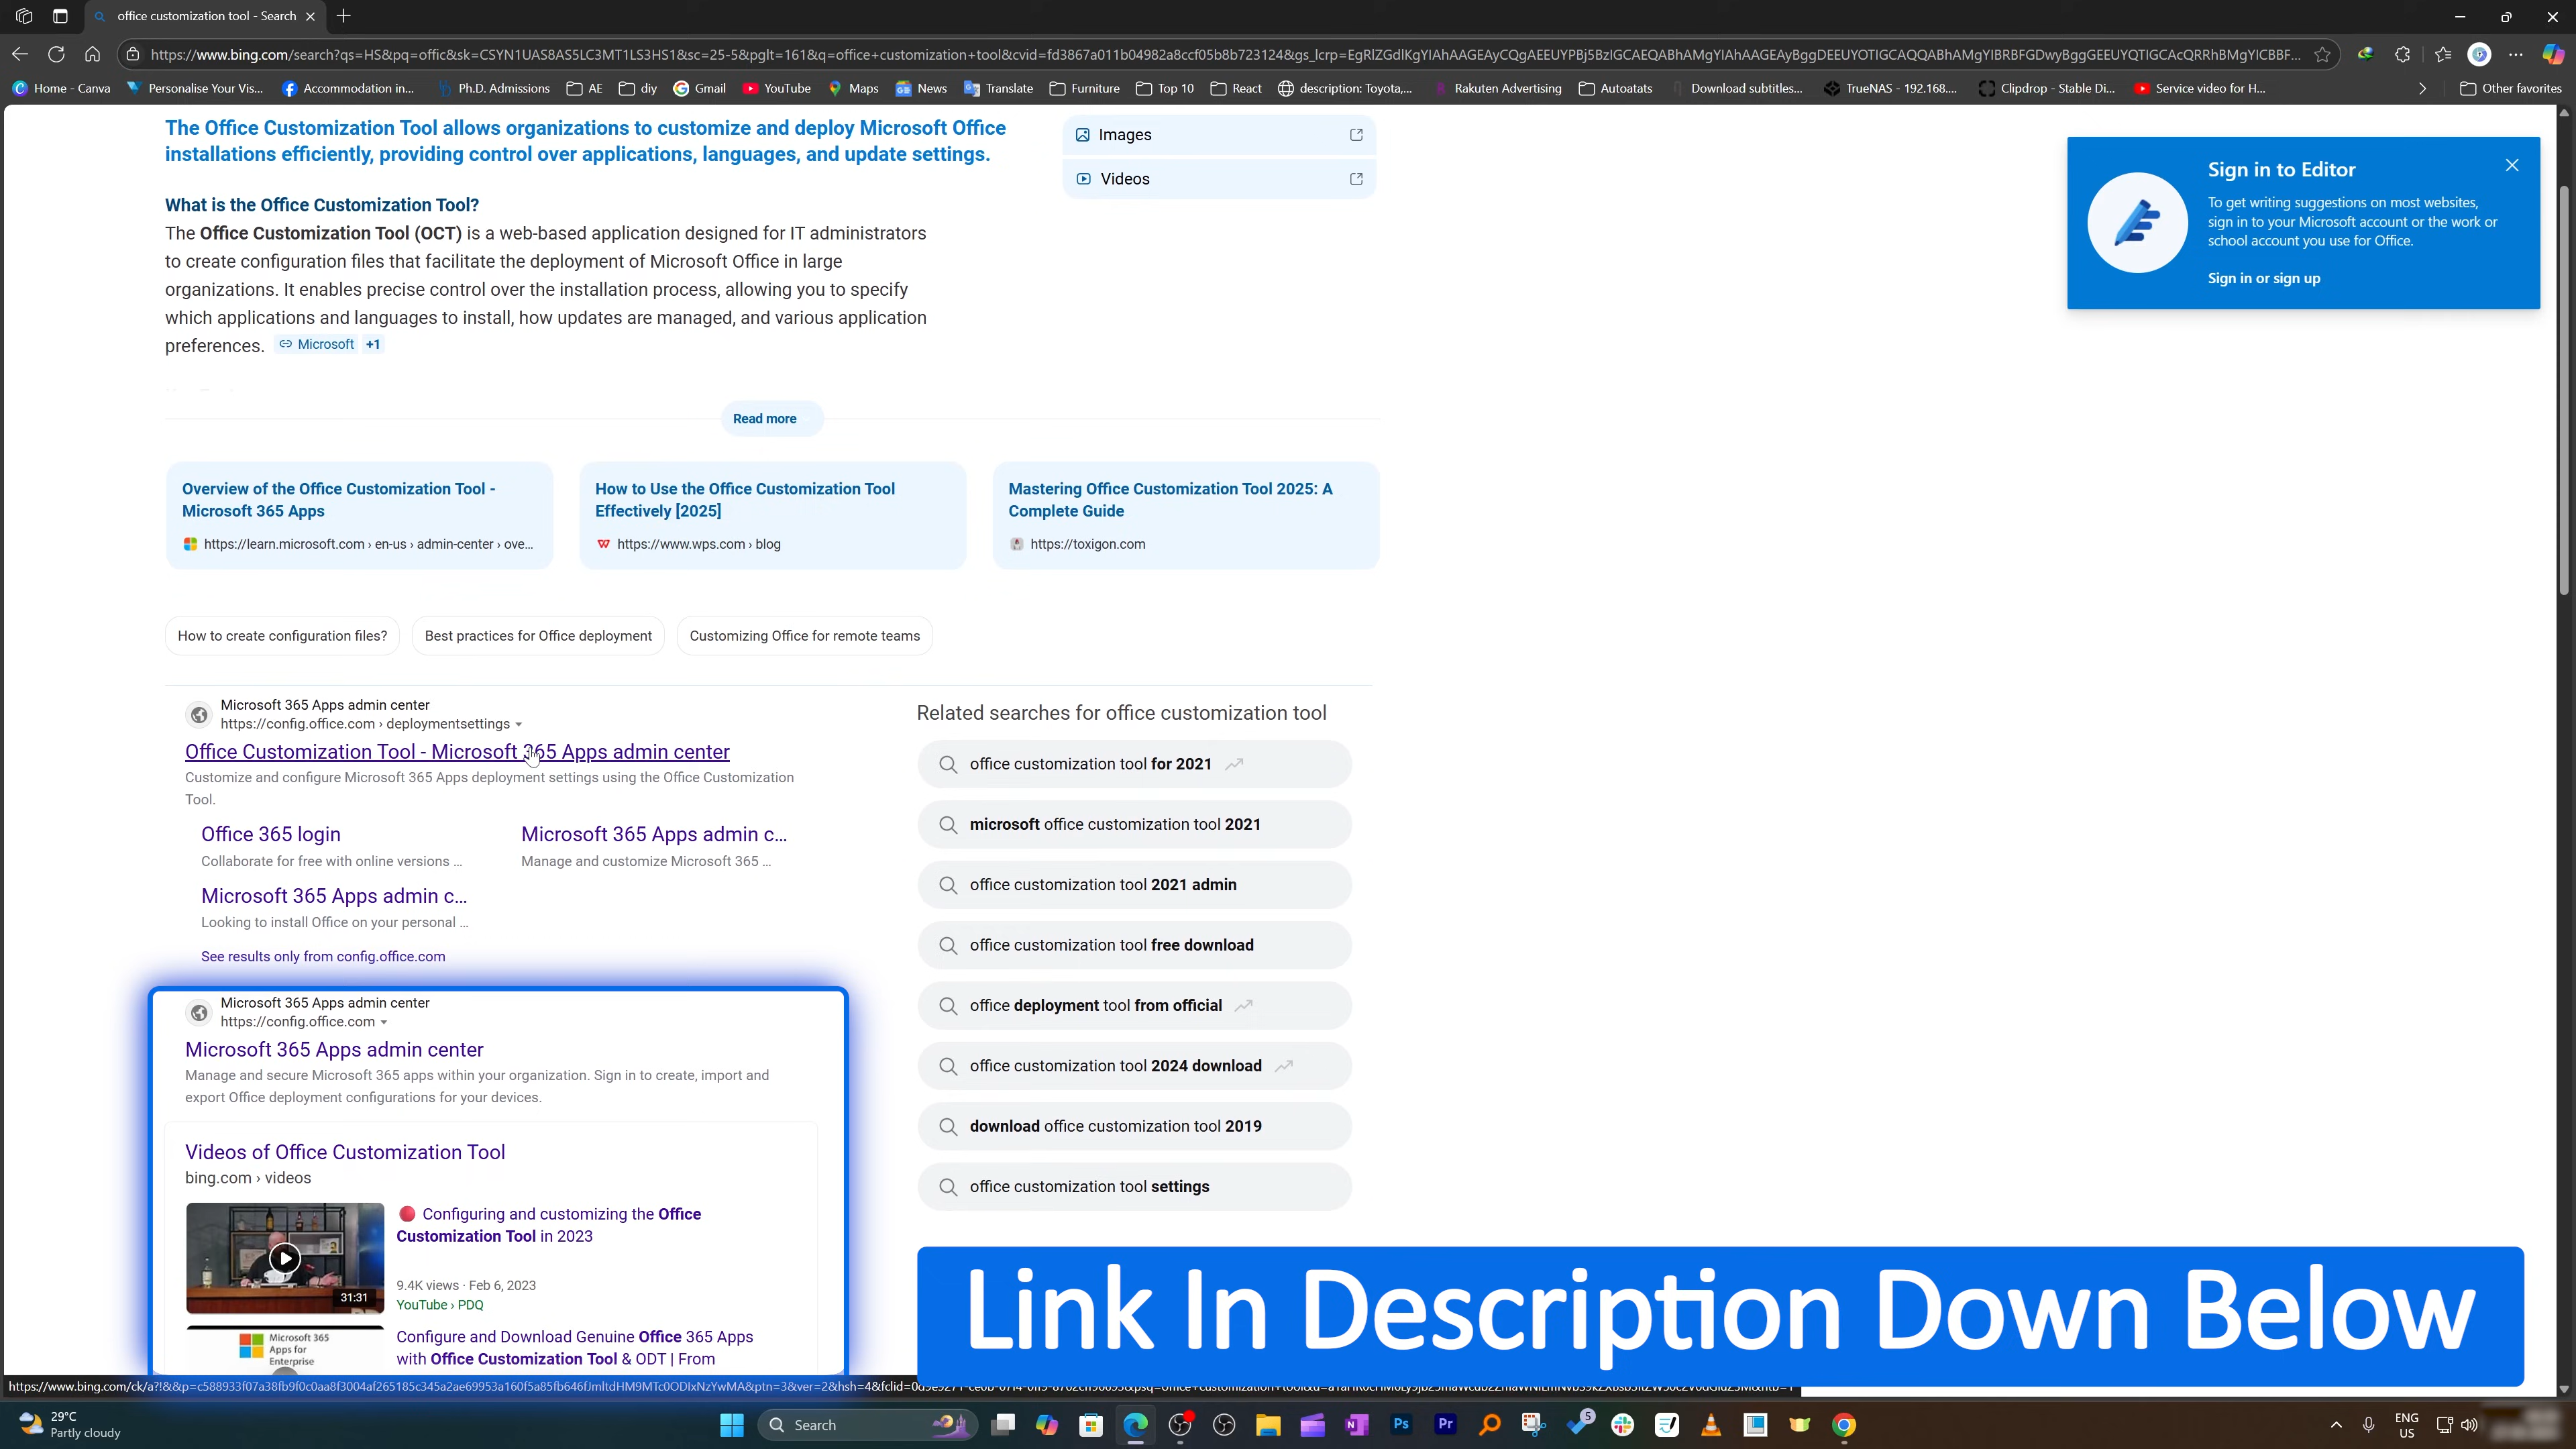 office customization tool - Search
https://www.bing.com/search?qs=HS&pq=offic&sk=CSYN1UAS8AS5LC3MT1LS3HS1&sc=25-5&pglt=161&q=office+customization+tool&cvid=fd3867a011b04982a8ccf05b8b723124&gs_lcrp=EgRlZGdlKgYIAhAAGEAyCQgAEEUYPBj5BzIGCAEQABhAMgYIAhAAGEAyBggDEEUYOTIGCAQQABhAMgYIBRBFGDwyBggGEEUYQTIGCAcQRRhBMgYICBBF...
Home - Canva
Personalise Your Vis...
Accommodation in...
Ph.D. Admissions
AE
diy
Gmail
YouTube
Maps
News
Translate
Furniture
Top 10
React
description: Toyota,...
Rakuten Advertising
Autoatats
Download subtitles...
TrueNAS - 192.168....
Clipdrop - Stable Di...
Service video for H...
Other favorites
The Office Customization Tool allows organizations to customize and deploy Microsoft Office
installations efficiently, providing control over applications, languages, and update settings.
What is the Office Customization Tool?
The Office Customization Tool (OCT) is a web-based application designed for IT administrators
to create configuration files that facilitate the deployment of Microsoft Office in large
organizations. It enables precise control over the installation process, allowing you to specify
which applications and languages to install, how updates are managed, and various application
preferences. Microsoft +1
Images
Videos
Sign in to Editor
To get writing suggestions on most websites,
sign in to your Microsoft account or the work or
school account you use for Office.
Sign in or sign up
Read more
Overview of the Office Customization Tool -
Microsoft 365 Apps
https://learn.microsoft.com › en-us › admin-center › ove...
How to Use the Office Customization Tool
Effectively [2025]
https://www.wps.com › blog
Mastering Office Customization Tool 2025: A
Complete Guide
https://toxigon.com
How to create configuration files?
Best practices for Office deployment
Customizing Office for remote teams
Microsoft 365 Apps admin center
https://config.office.com › deploymentsettings
Office Customization Tool - Microsoft 365 Apps admin center
Customize and configure Microsoft 365 Apps deployment settings using the Office Customization
Tool.
Office 365 login
Collaborate for free with online versions ...
Microsoft 365 Apps admin c...
Manage and customize Microsoft 365 ...
Microsoft 365 Apps admin c...
Looking to install Office on your personal ...
See results only from config.office.com
Microsoft 365 Apps admin center
https://config.office.com
Microsoft 365 Apps admin center
Manage and secure Microsoft 365 apps within your organization. Sign in to create, import and
export Office deployment configurations for your devices.
Videos of Office Customization Tool
bing.com › videos
31:31
Configuring and customizing the Office
Customization Tool in 2023
9.4K views · Feb 6, 2023
YouTube › PDQ
Microsoft 365
Apps for
Enterprise
Configure and Download Genuine Office 365 Apps
with Office Customization Tool & ODT | From
Related searches for office customization tool
office customization tool for 2021
microsoft office customization tool 2021
office customization tool 2021 admin
office customization tool free download
office deployment tool from official
office customization tool 2024 download
download office customization tool 2019
office customization tool settings
Link In Description Down Below
29°C
Partly cloudy
Search
Ps
Pr
5
ENG
US